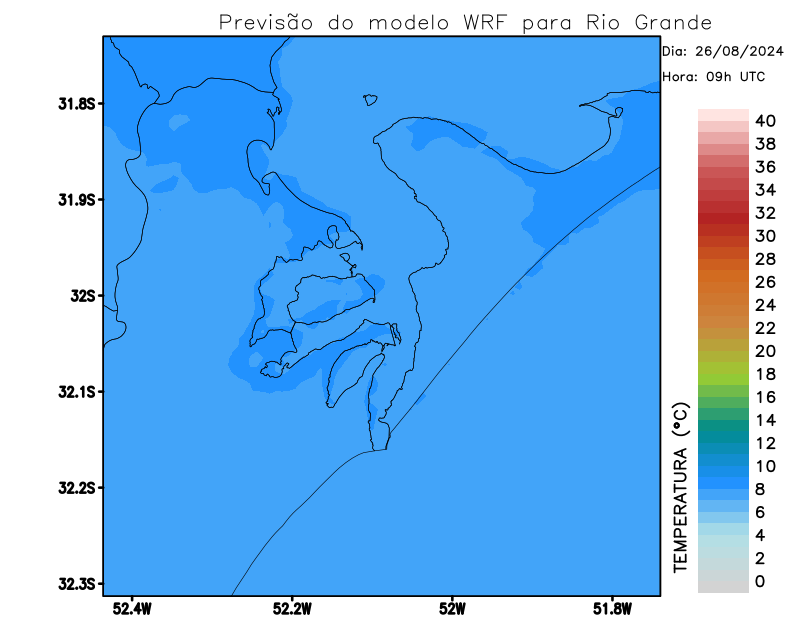 Previsão do modelo WRF para Rio Grande
Dia: 26/08/2024
Hora: 09h UTC
31.8S
31.9S
32S
32.1S
32.2S
32.3S
52.4W
52.2W
52W
51.8W
TEMPERATURA (°C)
40
38
36
34
32
30
28
26
24
22
20
18
16
14
12
10
8
6
4
2
0